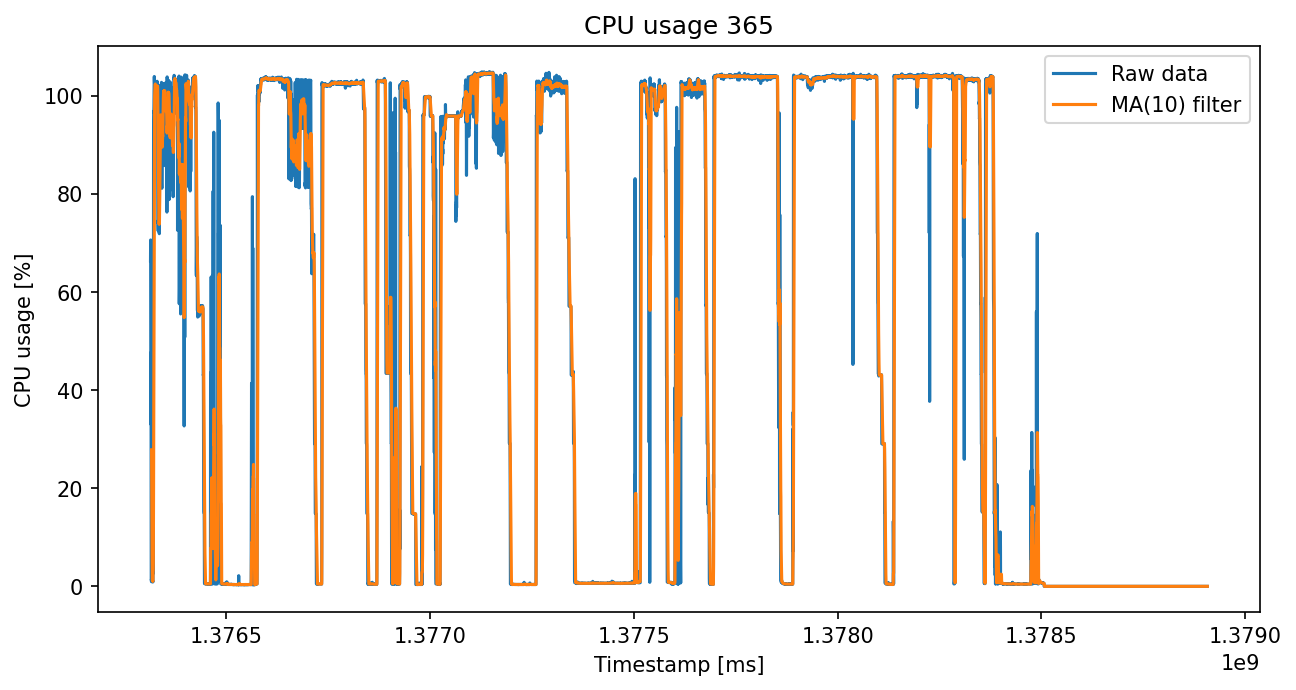 CPU usage 365
Raw data
MA(10) filter
CPU usage [%]
100
80
60
40
20
0
1.3765
1.3770
1.3775
1.3780
1.3785
1.3790
1e9
Timestamp [ms]